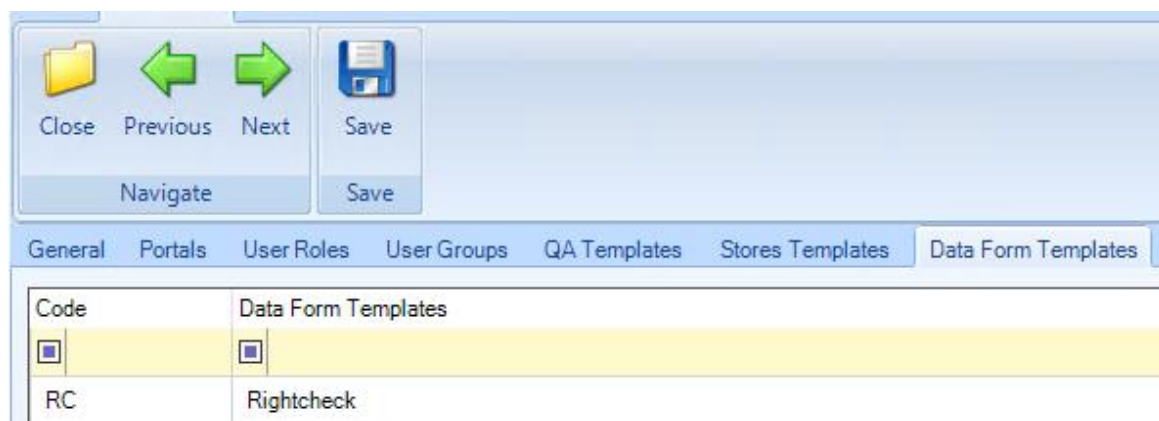 Close Previous Next Save
Navigate Save
General Portals User Roles User Groups QA Templates Stores Templates Data Form Templates
Code Data Form Templates
RC Rightcheck